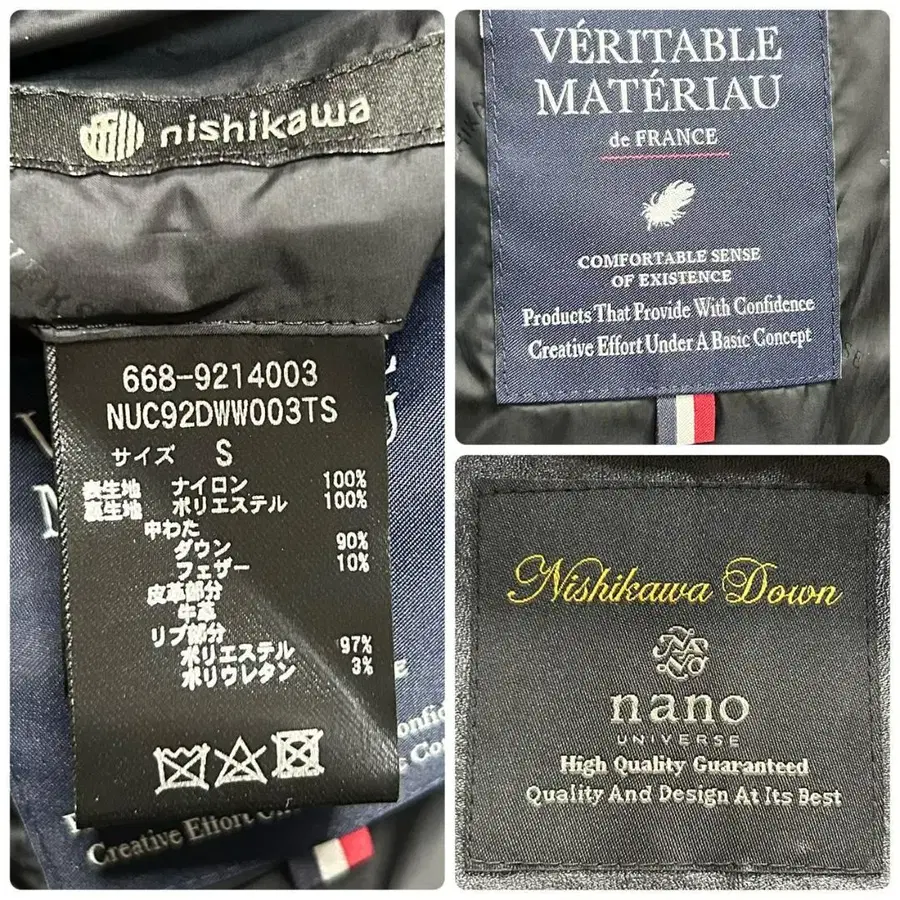 nishikawa
668-9214003
NUC92DWW003TS
サイズ S
表生地 ナイロン 100%
裏生地 ポリエステル 100%
中わた
ダウン 90%
フェザー 10%
皮革部分
牛革
リブ部分
ポリエステル 97%
ポリウレタン 3%
Creative Effort
VÉRITABLE
MATÉRIAU
de FRANCE
COMFORTABLE SENSE
OF EXISTENCE
Products That Provide With Confidence
Creative Effort Under A Basic Concept
Nishikawa Down
nano
UNIVERSE
High Quality Guaranteed
Quality And Design At Its Best